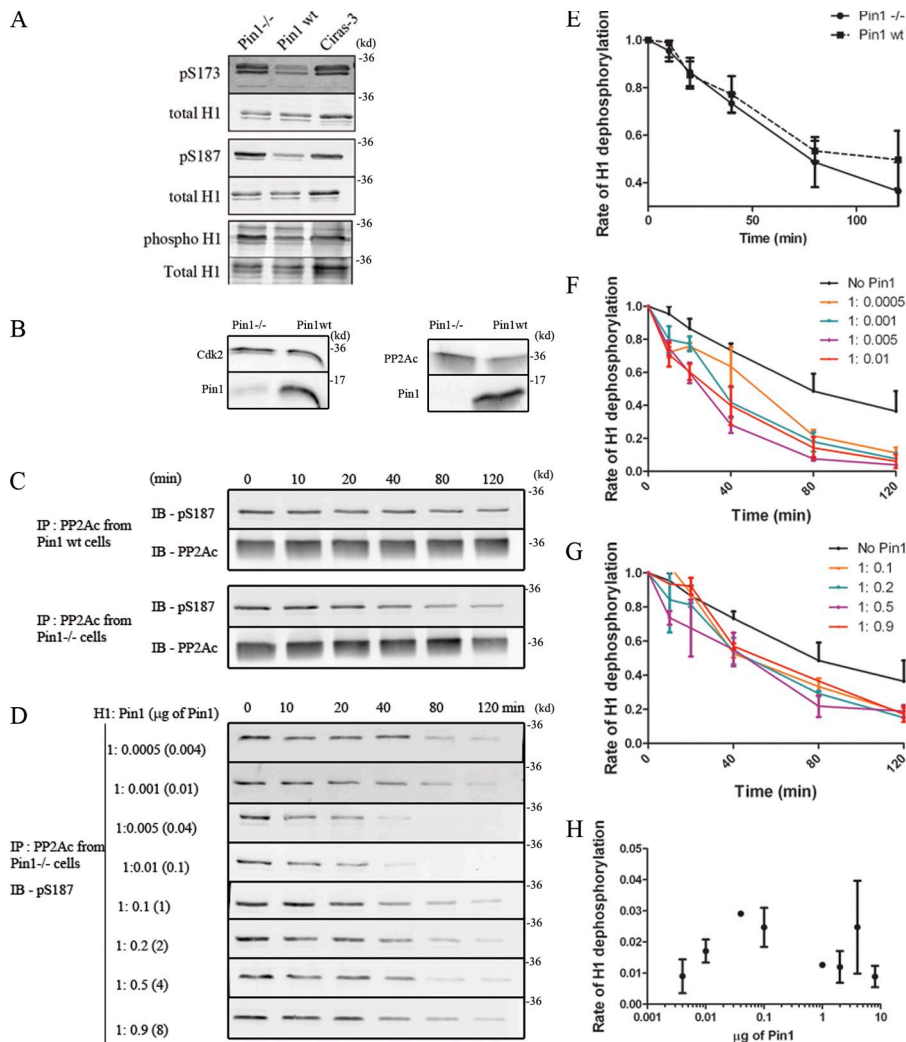 A
Pin1-/-
Pin1 wt
Ciras-3
(kd)
pS173
-36
total H1
-36
pS187
-36
total H1
-36
phospho H1
-36
Total H1
B
Pin1-/-
Pin1wt
(kd)
Cdk2
-36
Pin1
-17
Pin1-/-
Pin1wt
(kd)
PP2Ac
-36
Pin1
-17
C
(min)
0 10 20 40 80 120
(kd)
IP : PP2Ac from
Pin1 wt cells
IB - pS187
-36
IB - PP2Ac
-36
IP : PP2Ac from
Pin1-/- cells
IB - pS187
-36
IB - PP2Ac
-36
D
H1: Pin1 (µg of Pin1)
0 10 20 40 80 120 min
(kd)
IP : PP2Ac from
Pin1-/- cells
IB - pS187
1: 0.0005 (0.004)
-36
1: 0.001 (0.01)
-36
1:0.005 (0.04)
-36
1:0.01 (0.1)
-36
1: 0.1 (1)
-36
1: 0.2 (2)
-36
1: 0.5 (4)
-36
1: 0.9 (8)
-36
E
Pin1 -/-
Pin1 wt
Rate of H1 dephosphorylation
1.0
0.8
0.6
0.4
0 50 100
Time (min)
F
No Pin1
1: 0.0005
1: 0.001
1: 0.005
1: 0.01
Rate of H1 dephosphorylation
1.0
0.8
0.6
0.4
0.2
0.0
0 40 80 120
Time (min)
G
No Pin1
1: 0.1
1: 0.2
1: 0.5
1: 0.9
Rate of H1 dephosphorylation
1.0
0.8
0.6
0.4
0.2
0.0
0 40 80 120
Time (min)
H
Rate of H1 dephosphorylation
0.05
0.04
0.03
0.02
0.01
0.00
0.001 0.01 0.1 1 10
µg of Pin1